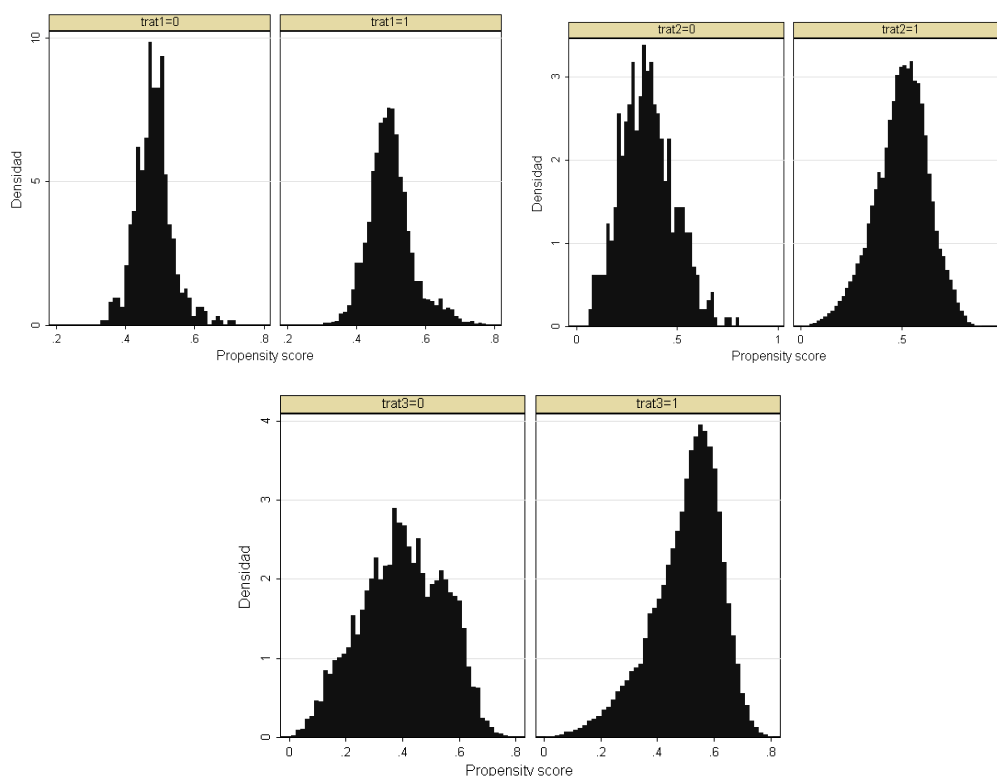 trat1=0 trat1=1
10
5
0
Densidad
.2 .4 .6 .8 .2 .4 .6 .8
Propensity score
trat2=0 trat2=1
3
2
1
0
Densidad
0 .5 1 .5
Propensity score
trat3=0 trat3=1
4
3
2
1
0
Densidad
0 .2 .4 .6 .8 0 .2 .4 .6 .8
Propensity score